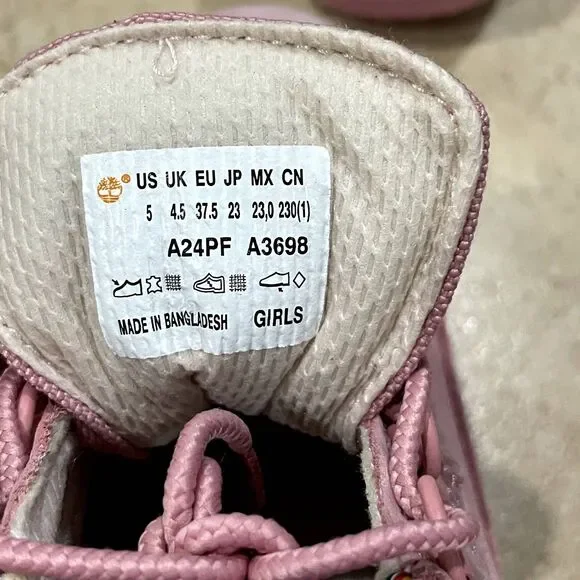 US UK EU JP MX CN
5 4.5 37.5 23 23,0 230(1)
A24PF A3698
MADE IN BANGLADESH GIRLS